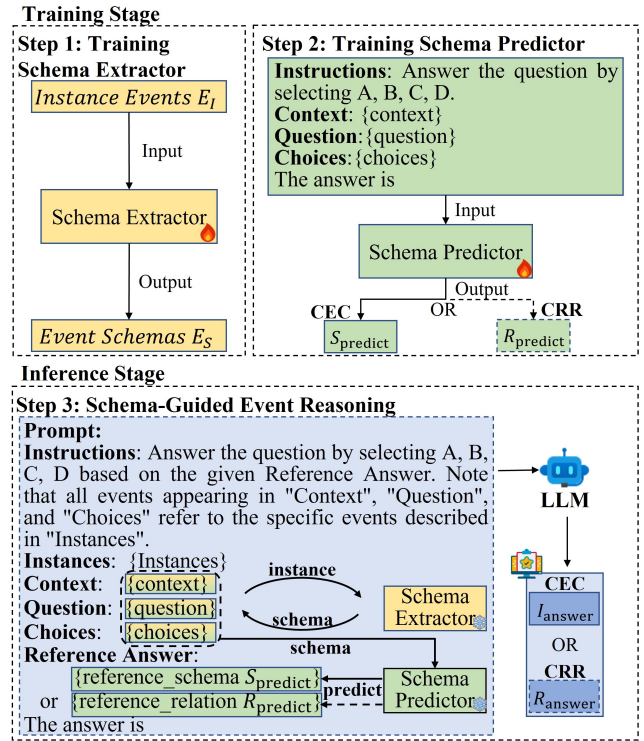 Training Stage
Step 1: Training
Schema Extractor
Instance Events E_I
Input
Schema Extractor
Output
Event Schemas E_S
Step 2: Training Schema Predictor
Instructions: Answer the question by
selecting A, B, C, D.
Context: {context}
Question:{question}
Choices:{choices}
The answer is
Input
Schema Predictor
Output
CEC
OR
CRR
S_predict
R_predict
Inference Stage
Step 3: Schema-Guided Event Reasoning
Prompt:
Instructions: Answer the question by selecting A, B,
C, D based on the given Reference Answer. Note
that all events appearing in "Context", "Question",
and "Choices" refer to the specific events described
in "Instances".
Instances: {Instances}
Context: {context}
Question: {question}
Choices: {choices}
instance
schema
Schema
Extractor
schema
Reference Answer:
{reference_schema S_predict}
or {reference_relation R_predict}
predict
Schema
Predictor
The answer is
LLM
CEC
I_answer
OR
CRR
R_answer